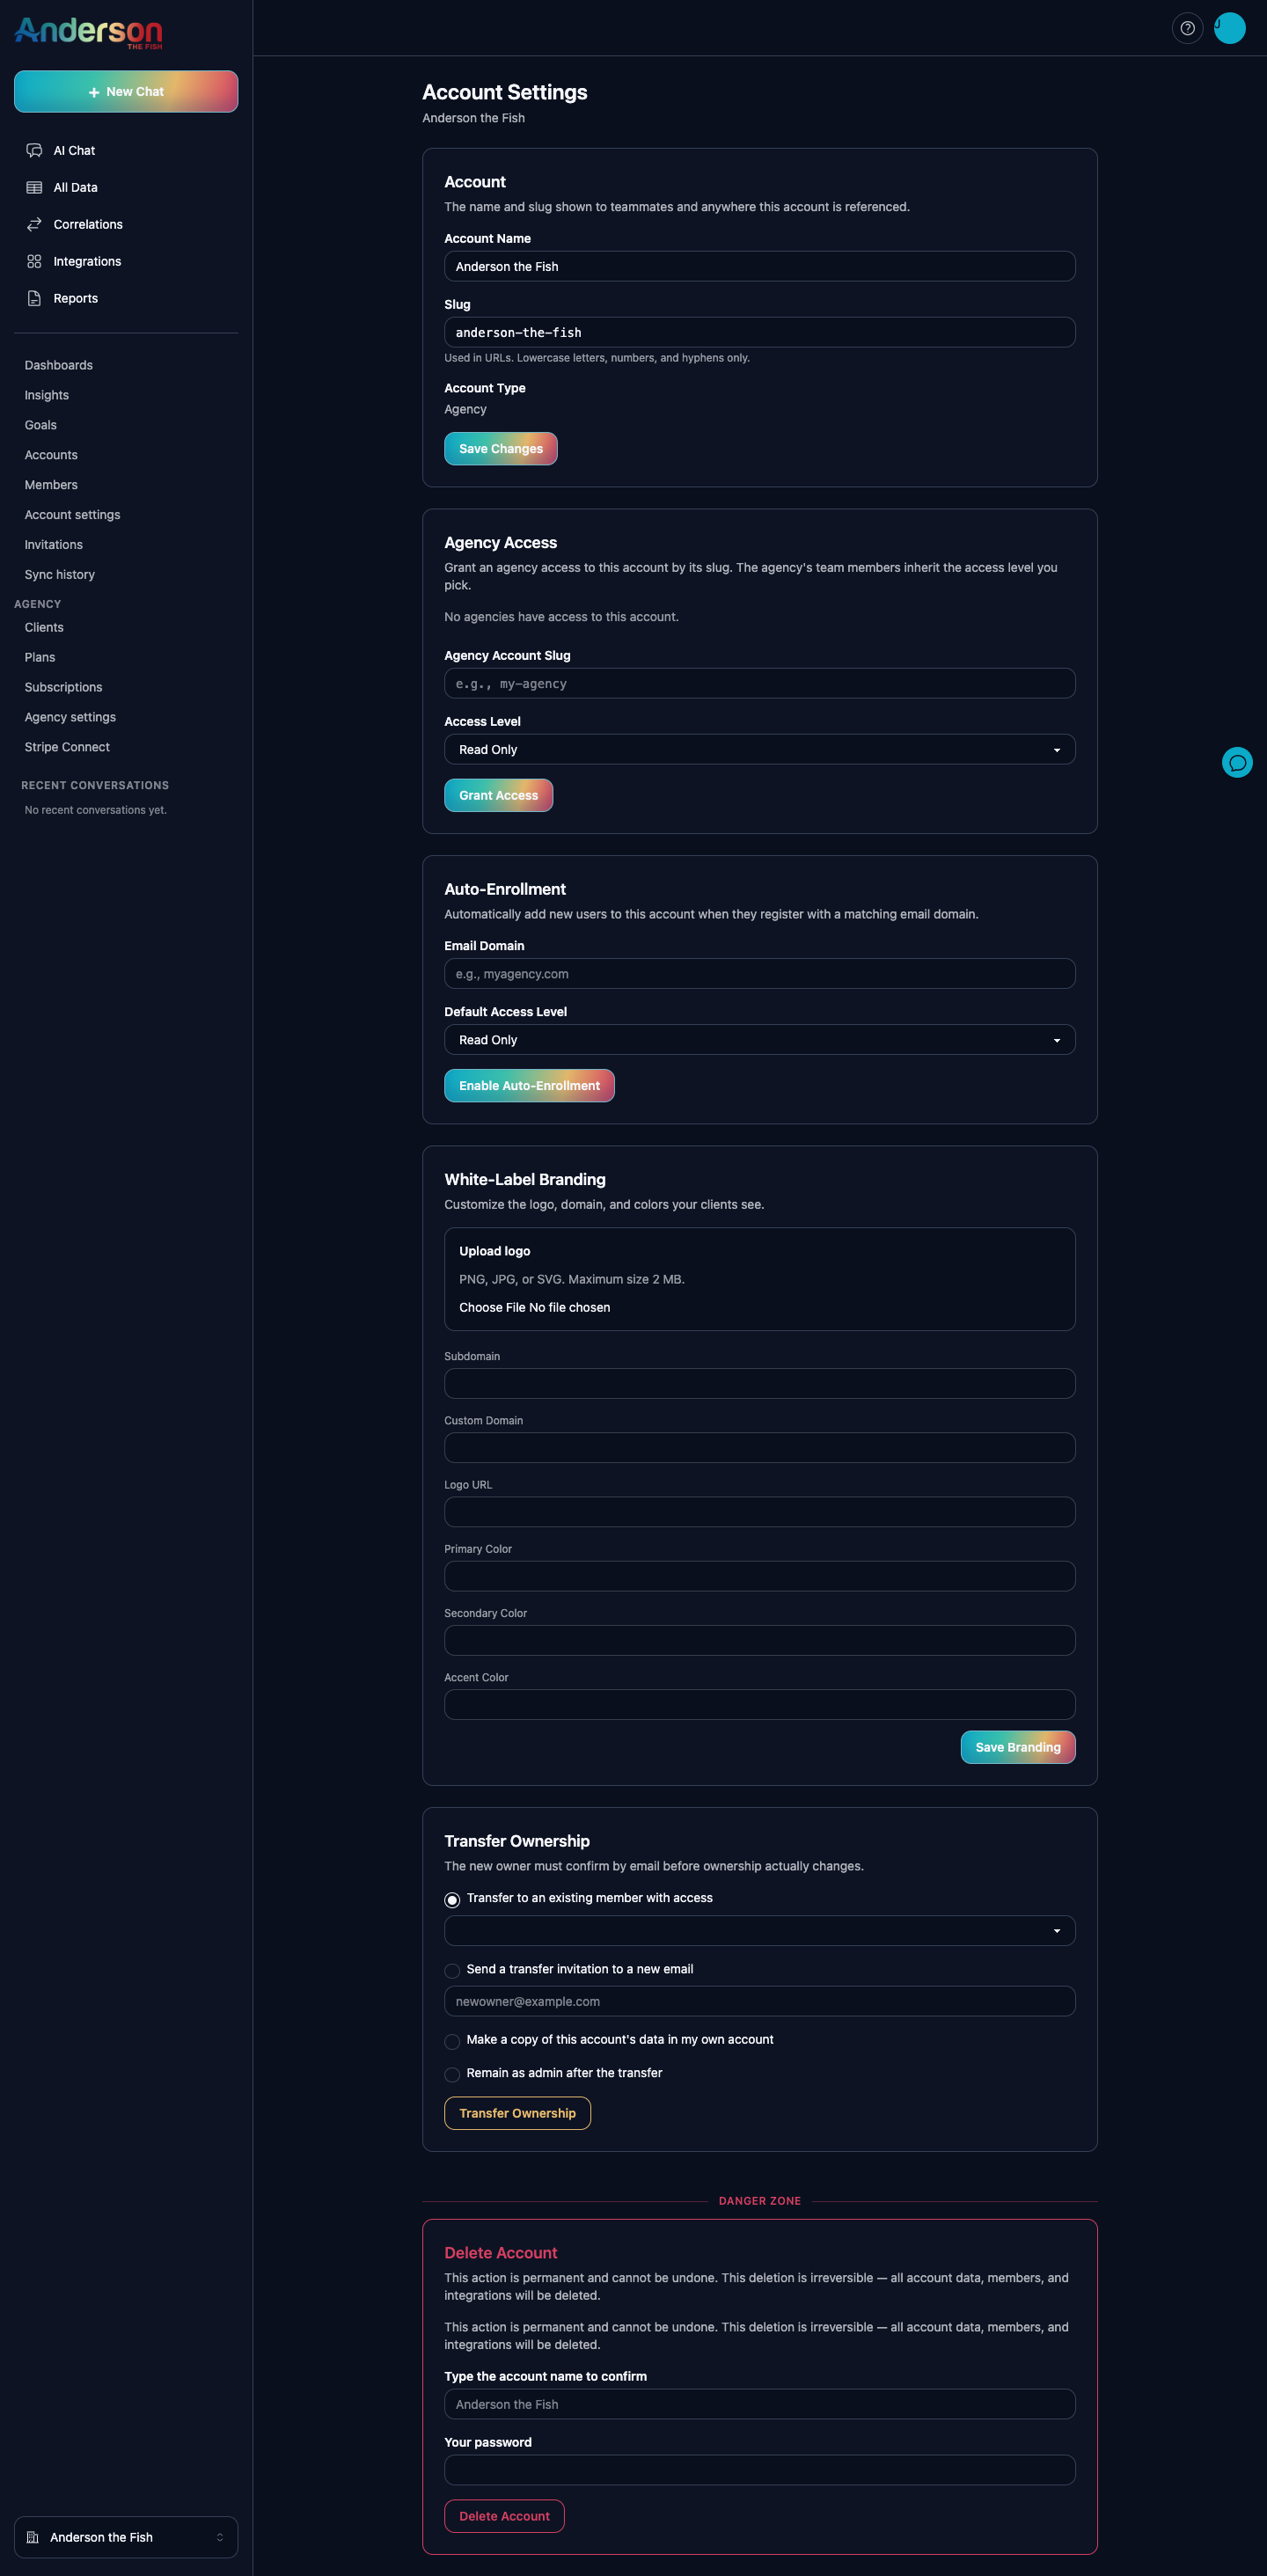 Anderson
THE FISH
J
+ New Chat
AI Chat
All Data
Correlations
Integrations
Reports
Dashboards
Insights
Goals
Accounts
Members
Account settings
Invitations
Sync history
AGENCY
Clients
Plans
Subscriptions
Agency settings
Stripe Connect
RECENT CONVERSATIONS
No recent conversations yet.
Anderson the Fish
Account Settings
Anderson the Fish
Account
The name and slug shown to teammates and anywhere this account is referenced.
Account Name
Anderson the Fish
Slug
anderson-the-fish
Used in URLs. Lowercase letters, numbers, and hyphens only.
Account Type
Agency
Save Changes
Agency Access
Grant an agency access to this account by its slug. The agency's team members inherit the access level you
pick.
No agencies have access to this account.
Agency Account Slug
e.g., my-agency
Access Level
Read Only
Grant Access
Auto-Enrollment
Automatically add new users to this account when they register with a matching email domain.
Email Domain
e.g., myagency.com
Default Access Level
Read Only
Enable Auto-Enrollment
White-Label Branding
Customize the logo, domain, and colors your clients see.
Upload logo
PNG, JPG, or SVG. Maximum size 2 MB.
Choose File No file chosen
Subdomain
Custom Domain
Logo URL
Primary Color
Secondary Color
Accent Color
Save Branding
Transfer Ownership
The new owner must confirm by email before ownership actually changes.
Transfer to an existing member with access
Send a transfer invitation to a new email
newowner@example.com
Make a copy of this account's data in my own account
Remain as admin after the transfer
Transfer Ownership
DANGER ZONE
Delete Account
This action is permanent and cannot be undone. This deletion is irreversible — all account data, members, and
integrations will be deleted.
This action is permanent and cannot be undone. This deletion is irreversible — all account data, members, and
integrations will be deleted.
Type the account name to confirm
Anderson the Fish
Your password
Delete Account